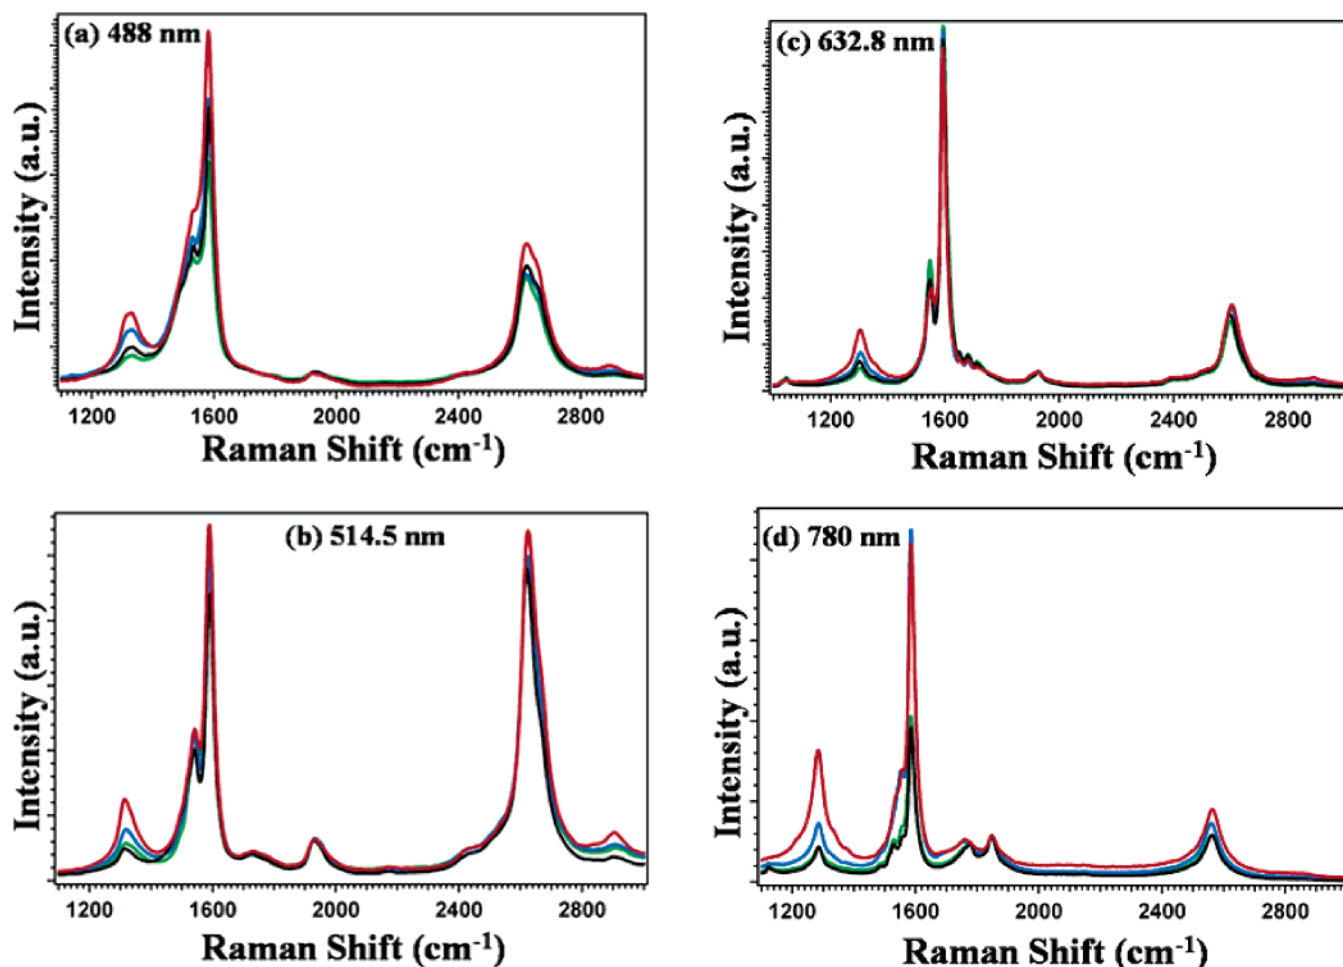 (a) 488 nm
Intensity (a.u.)
1200 1600 2000 2400 2800
Raman Shift (cm-1)
(c) 632.8 nm
Intensity (a.u.)
1200 1600 2000 2400 2800
Raman Shift (cm-1)
(b) 514.5 nm
Intensity (a.u.)
1200 1600 2000 2400 2800
Raman Shift (cm-1)
(d) 780 nm
Intensity (a.u.)
1200 1600 2000 2400 2800
Raman Shift (cm-1)